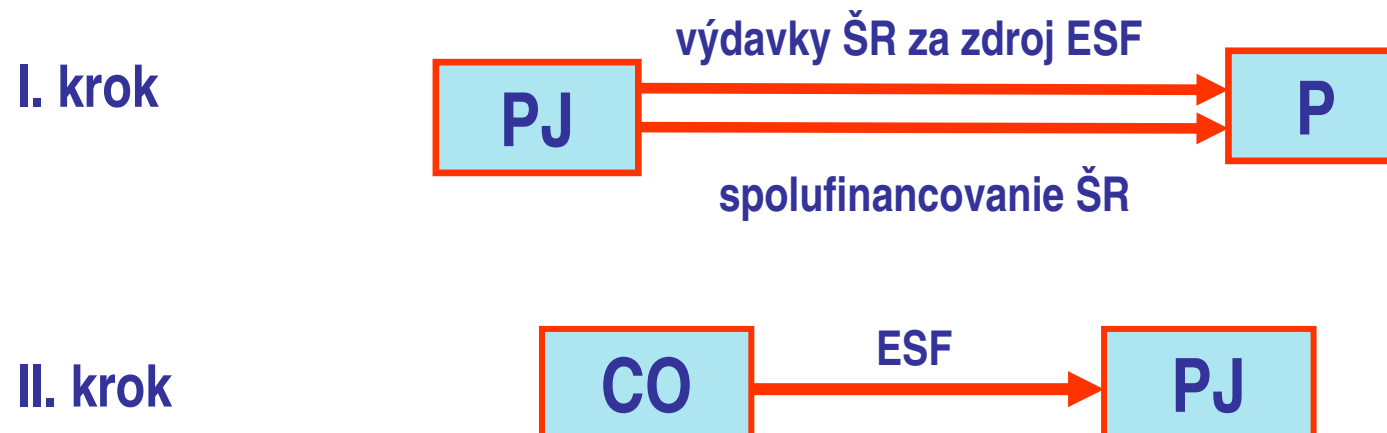 výdavky ŠR za zdroj ESF
I. krok
PJ
P
spolufinancovanie ŠR
ESF
II. krok
CO
PJ